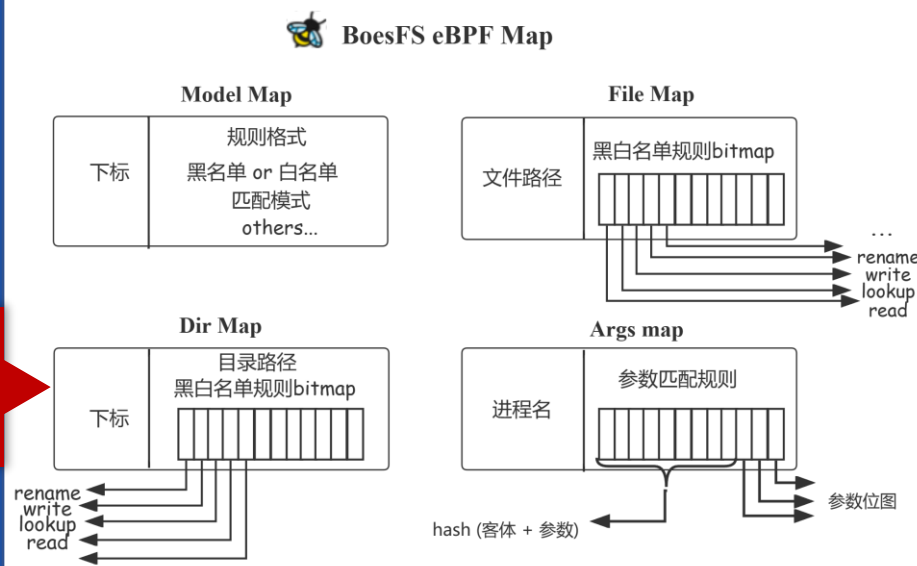 BoesFS eBPF Map
Model Map
下标
规则格式
黑名单 or 白名单
匹配模式
others...
File Map
文件路径
黑白名单规则bitmap
...
rename
write
lookup
read
Dir Map
下标
目录路径
黑白名单规则bitmap
rename
write
lookup
read
Args map
进程名
参数匹配规则
参数位图
hash (客体 + 参数)